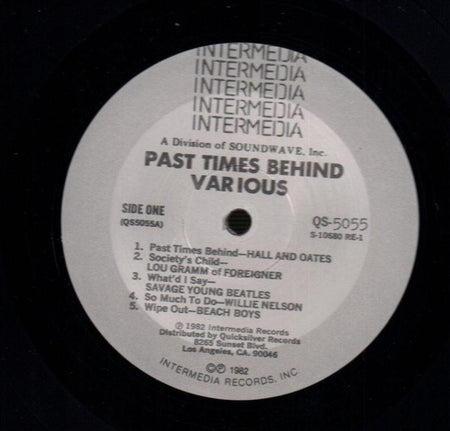 INTERMEDIA
INTERMEDIA
INTERMEDIA
INTERMEDIA
INTERMEDIA
A Division of SOUNDWAVE, Inc.
PAST TIMES BEHIND
VARIOUS
SIDE ONE
(QS5055A)
QS-5055
S-10680 RE-1
1. Past Times Behind—HALL AND OATES
2. Society's Child—
LOU GRAMM of FOREIGNER
3. What'd I Say—
SAVAGE YOUNG BEATLES
4. So Much To Do—WILLIE NELSON
5. Wipe Out—BEACH BOYS
℗ 1982 Intermedia Records
Distributed by Quicksilver Records
8265 Sunset Blvd.
Los Angeles, CA. 90046
©℗ 1982
INTERMEDIA RECORDS, INC